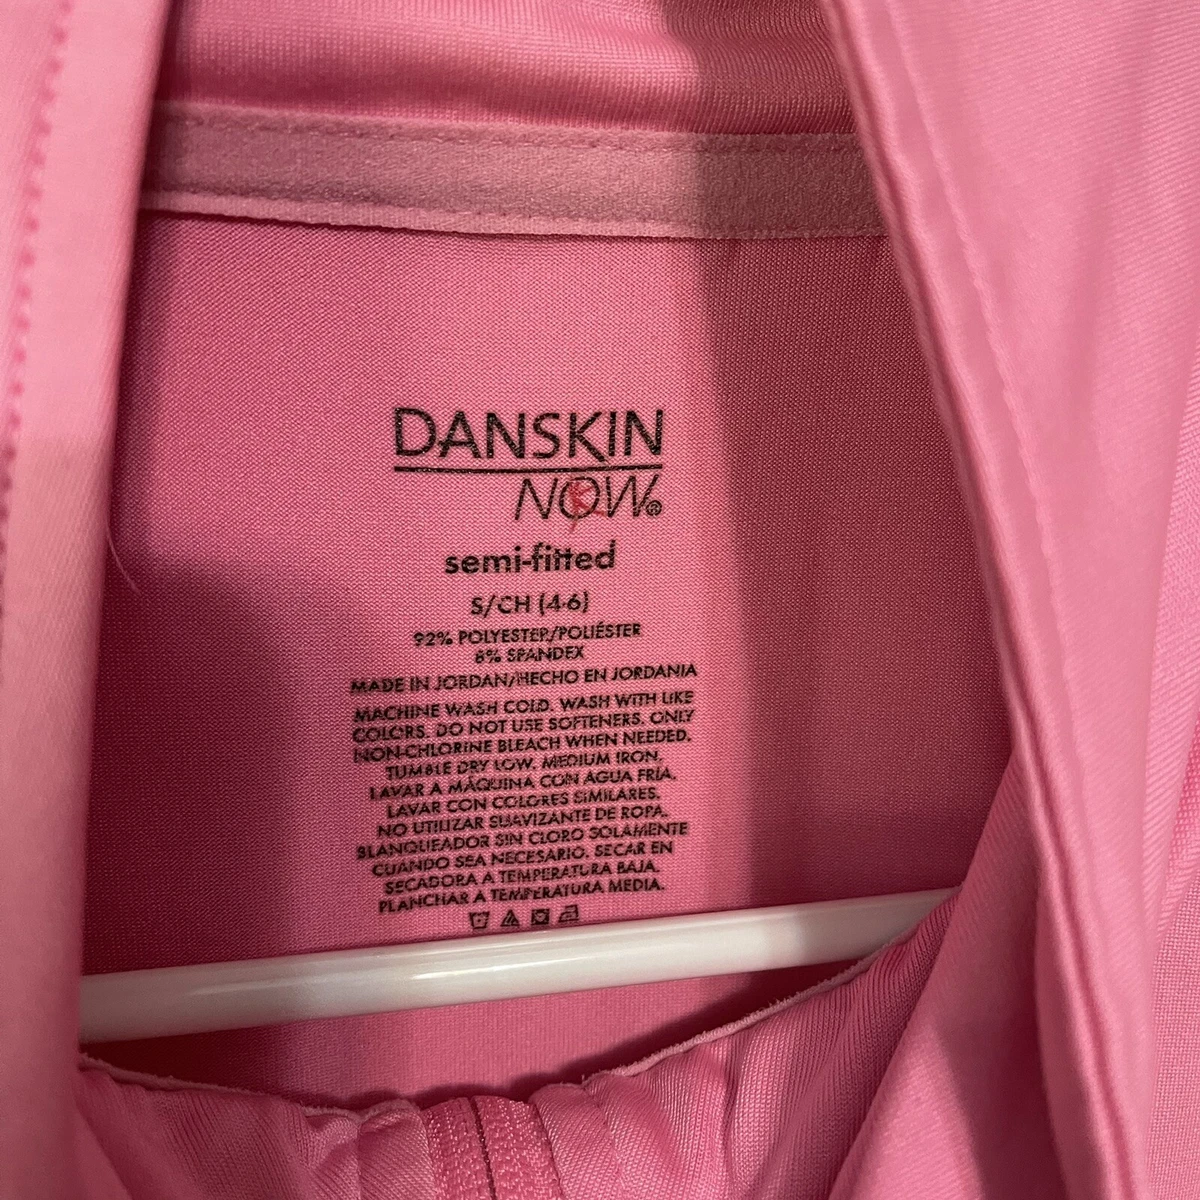 DANSKIN
NOW®
semi-fitted
S/CH (4-6)
92% POLYESTER/POLIÉSTER
8% SPANDEX
MADE IN JORDAN/HECHO EN JORDANIA
MACHINE WASH COLD. WASH WITH LIKE
COLORS. DO NOT USE SOFTENERS. ONLY
NON-CHLORINE BLEACH WHEN NEEDED.
TUMBLE DRY LOW. MEDIUM IRON.
LAVAR A MÁQUINA CON AGUA FRÍA.
LAVAR CON COLORES SIMILARES.
NO UTILIZAR SUAVIZANTE DE ROPA.
BLANQUEADOR SIN CLORO SOLAMENTE
CUANDO SEA NECESARIO. SECAR EN
SECADORA A TEMPERATURA BAJA.
PLANCHAR A TEMPERATURA MEDIA.